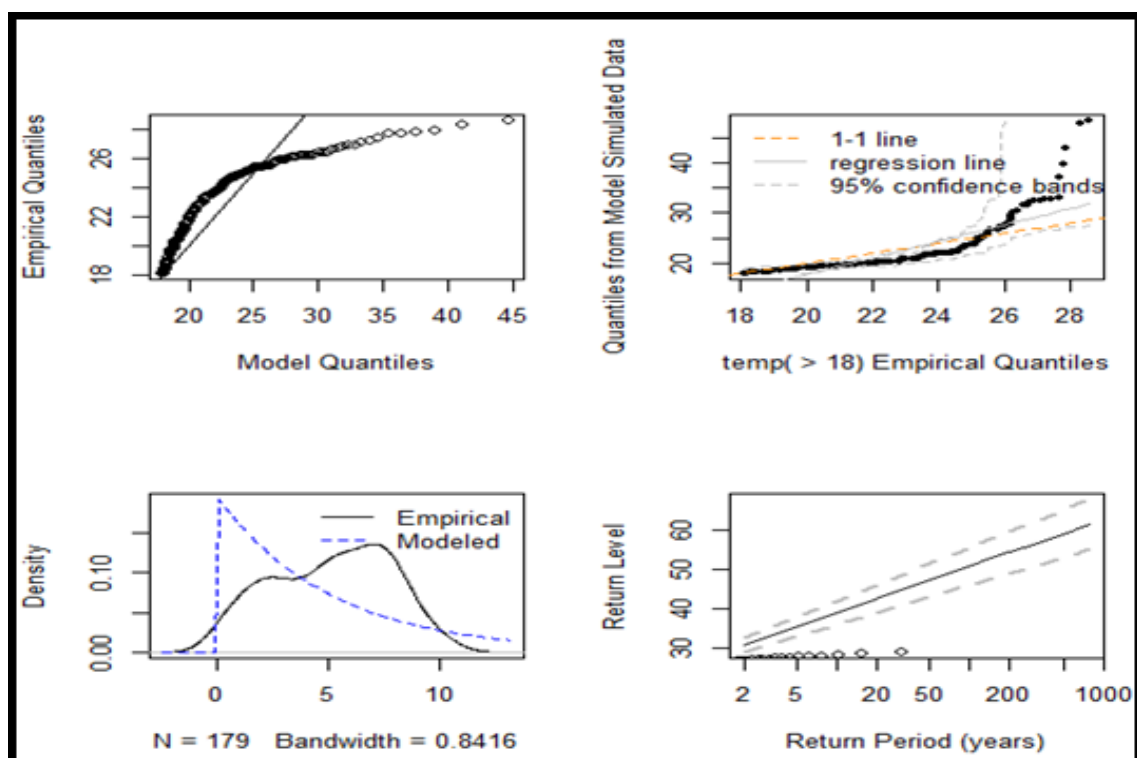 Empirical Quantiles
18 22 26
20 25 30 35 40 45
Model Quantiles
Quantiles from Model Simulated Data
20 30 40
1-1 line
regression line
95% confidence bands
18 20 22 24 26 28
temp( > 18) Empirical Quantiles
Density
0.00 0.10
Empirical
Modeled
0 5 10
N = 179 Bandwidth = 0.8416
Return Level
30 40 50 60
2 5 20 50 200 1000
Return Period (years)